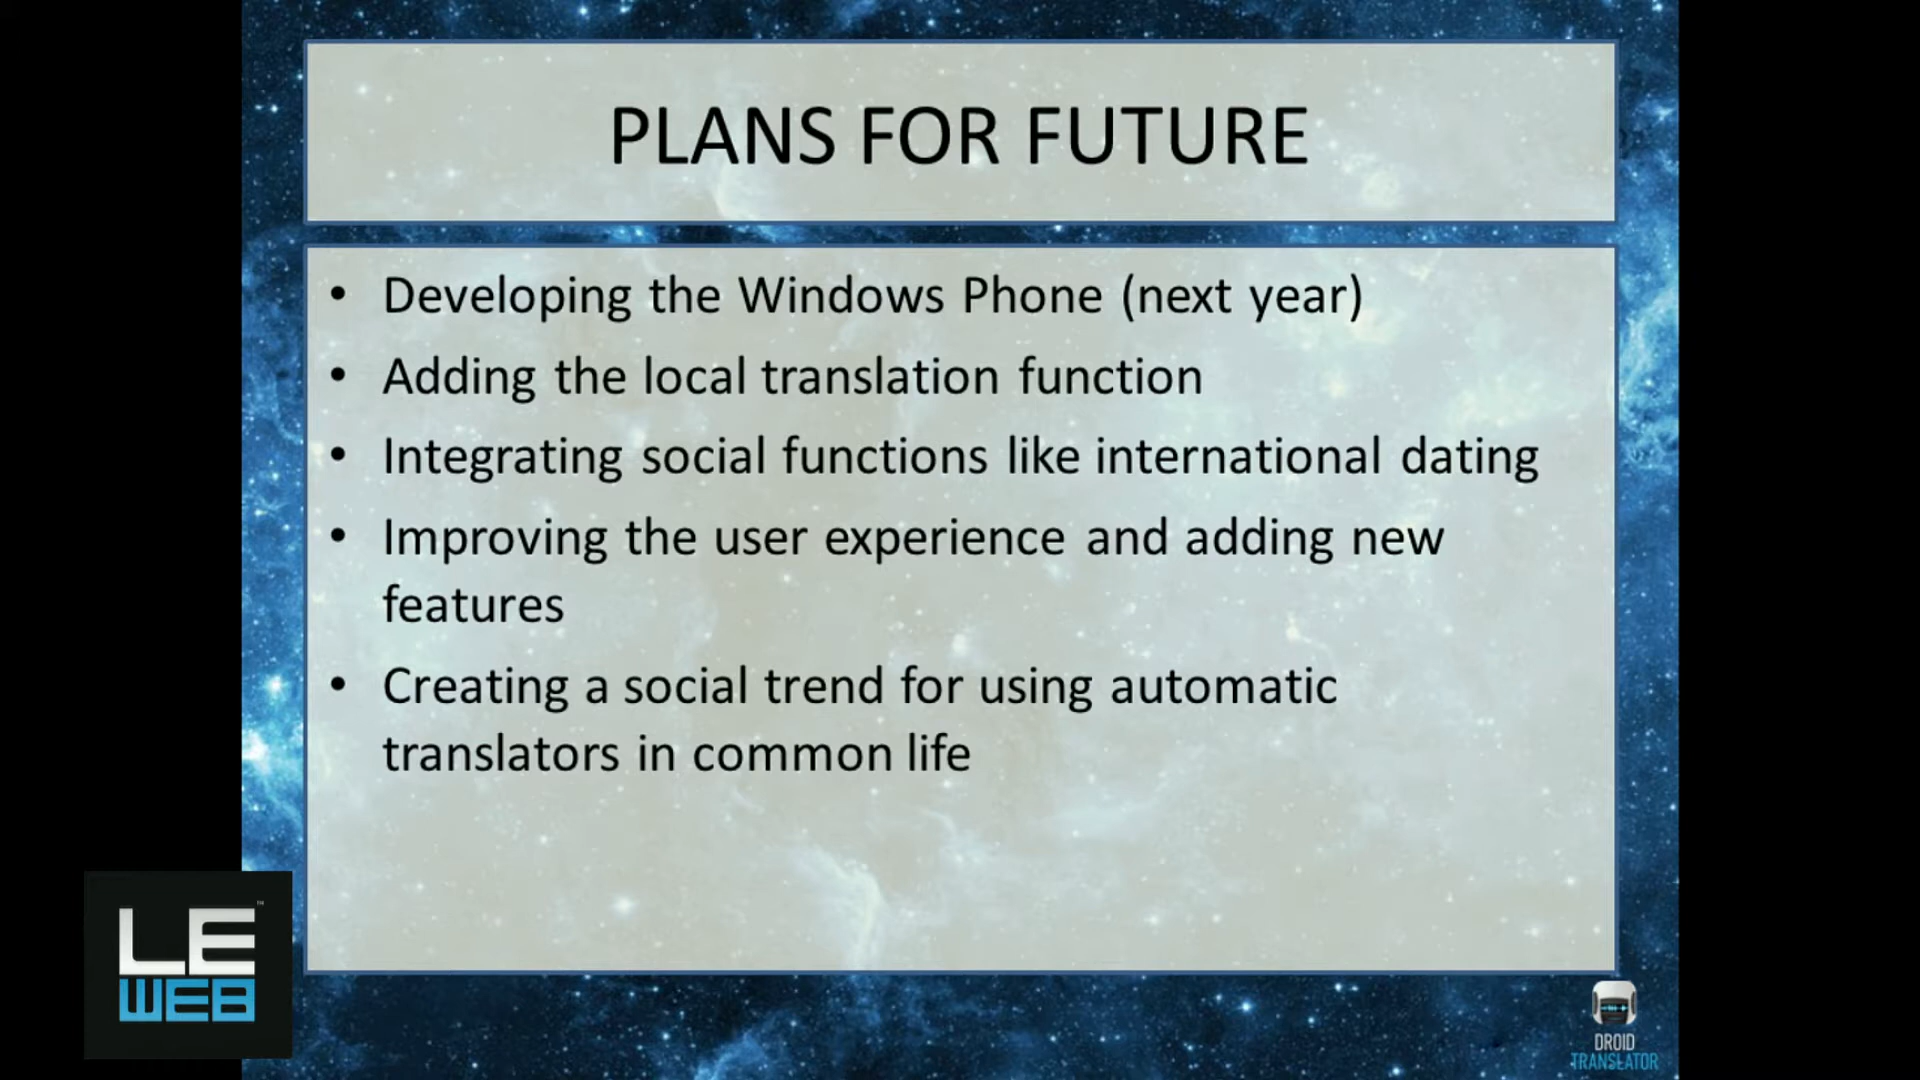 PLANS FOR FUTURE
• Developing the Windows Phone (next year)
• Adding the local translation function
• Integrating social functions like international dating
• Improving the user experience and adding new
features
• Creating a social trend for using automatic
translators in common life
LE™
WEB
DROID
TRANSLATOR